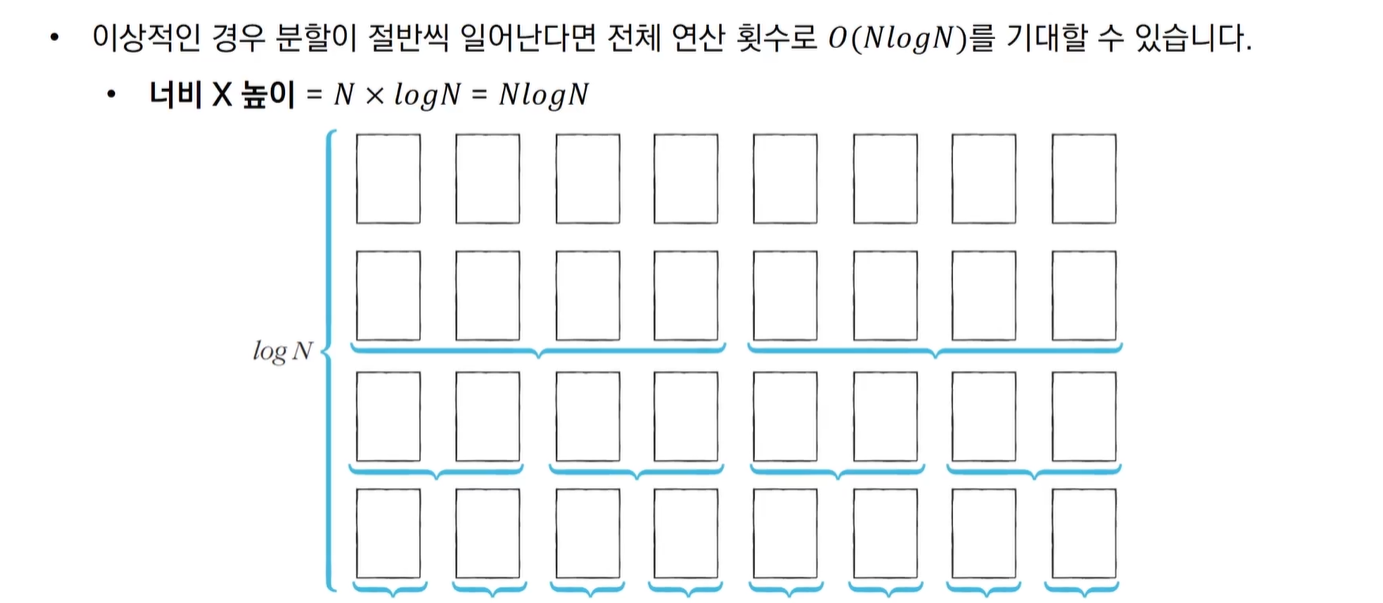 • 이상적인 경우 분할이 절반씩 일어난다면 전체 연산 횟수로 O(NlogN)를 기대할 수 있습니다.
• 너비 X 높이 = N × logN = NlogN
log N